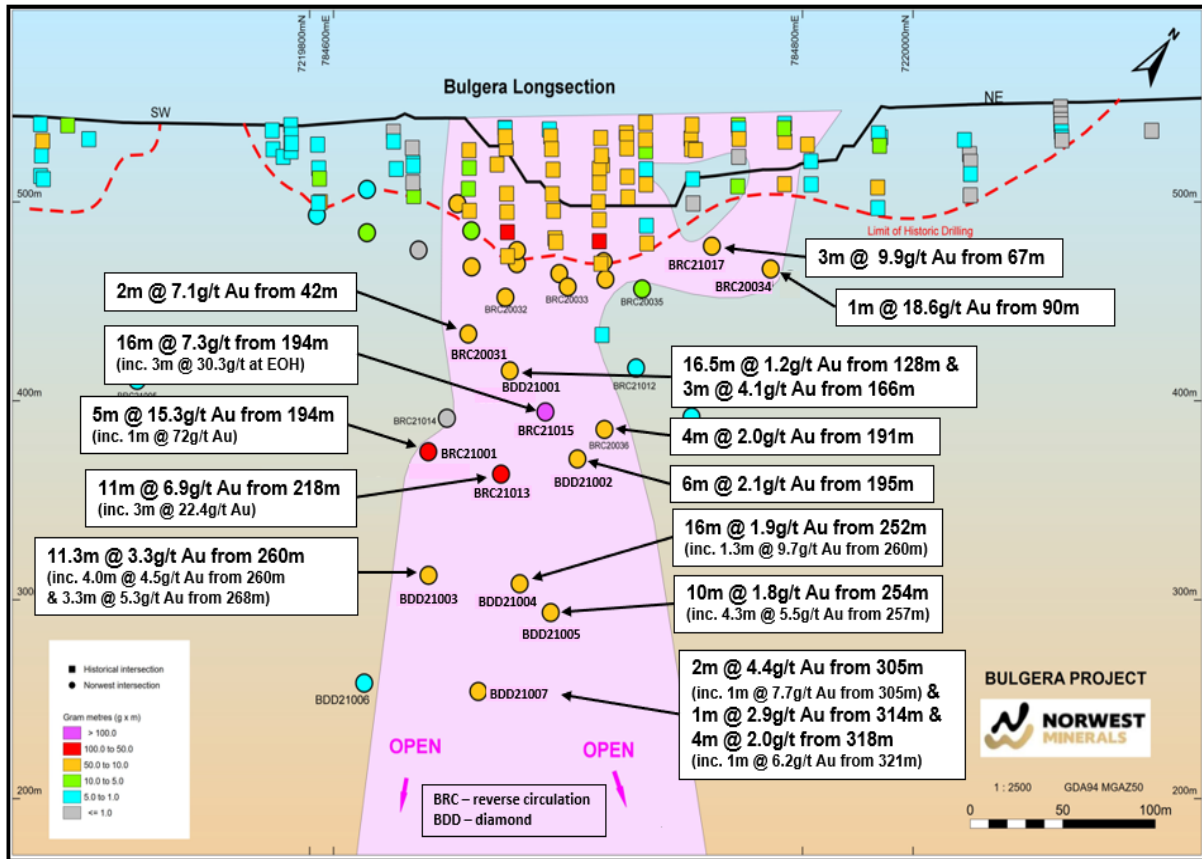 7219800mN
784600mE
784800mE
7220000mN
N
Bulgera Longsection
SW
NE
500m
500m
Limit of Historic Drilling
BRC21017
BRC20034
3m @ 9.9g/t Au from 67m
1m @ 18.6g/t Au from 90m
BRC20032
BRC20033
BRC20035
2m @ 7.1g/t Au from 42m
BRC20031
16m @ 7.3g/t from 194m
(inc. 3m @ 30.3g/t at EOH)
BDD21001
BRC21012
16.5m @ 1.2g/t Au from 128m &
3m @ 4.1g/t Au from 166m
400m
400m
5m @ 15.3g/t Au from 194m
(inc. 1m @ 72g/t Au)
BRC21014
BRC21015
BRC20036
4m @ 2.0g/t Au from 191m
BRC21001
BRC21013
BDD21002
6m @ 2.1g/t Au from 195m
11m @ 6.9g/t Au from 218m
(inc. 3m @ 22.4g/t Au)
16m @ 1.9g/t Au from 252m
(inc. 1.3m @ 9.7g/t Au from 260m)
11.3m @ 3.3g/t Au from 260m
(inc. 4.0m @ 4.5g/t Au from 260m
& 3.3m @ 5.3g/t Au from 268m)
BDD21003
BDD21004
BDD21005
10m @ 1.8g/t Au from 254m
(inc. 4.3m @ 5.5g/t Au from 257m)
300m
300m
Historical intersection
Norwest intersection
Gram metres (g x m)
> 100.0
100.0 to 50.0
50.0 to 10.0
10.0 to 5.0
5.0 to 1.0
<= 1.0
BDD21006
BDD21007
2m @ 4.4g/t Au from 305m
(inc. 1m @ 7.7g/t Au from 305m) &
1m @ 2.9g/t Au from 314m &
4m @ 2.0g/t from 318m
(inc. 1m @ 6.2g/t Au from 321m)
OPEN
OPEN
BRC – reverse circulation
BDD – diamond
BULGERA PROJECT
NORWEST
MINERALS
1 : 2500 GDA94 MGAZ50
0 50 100m
200m
200m